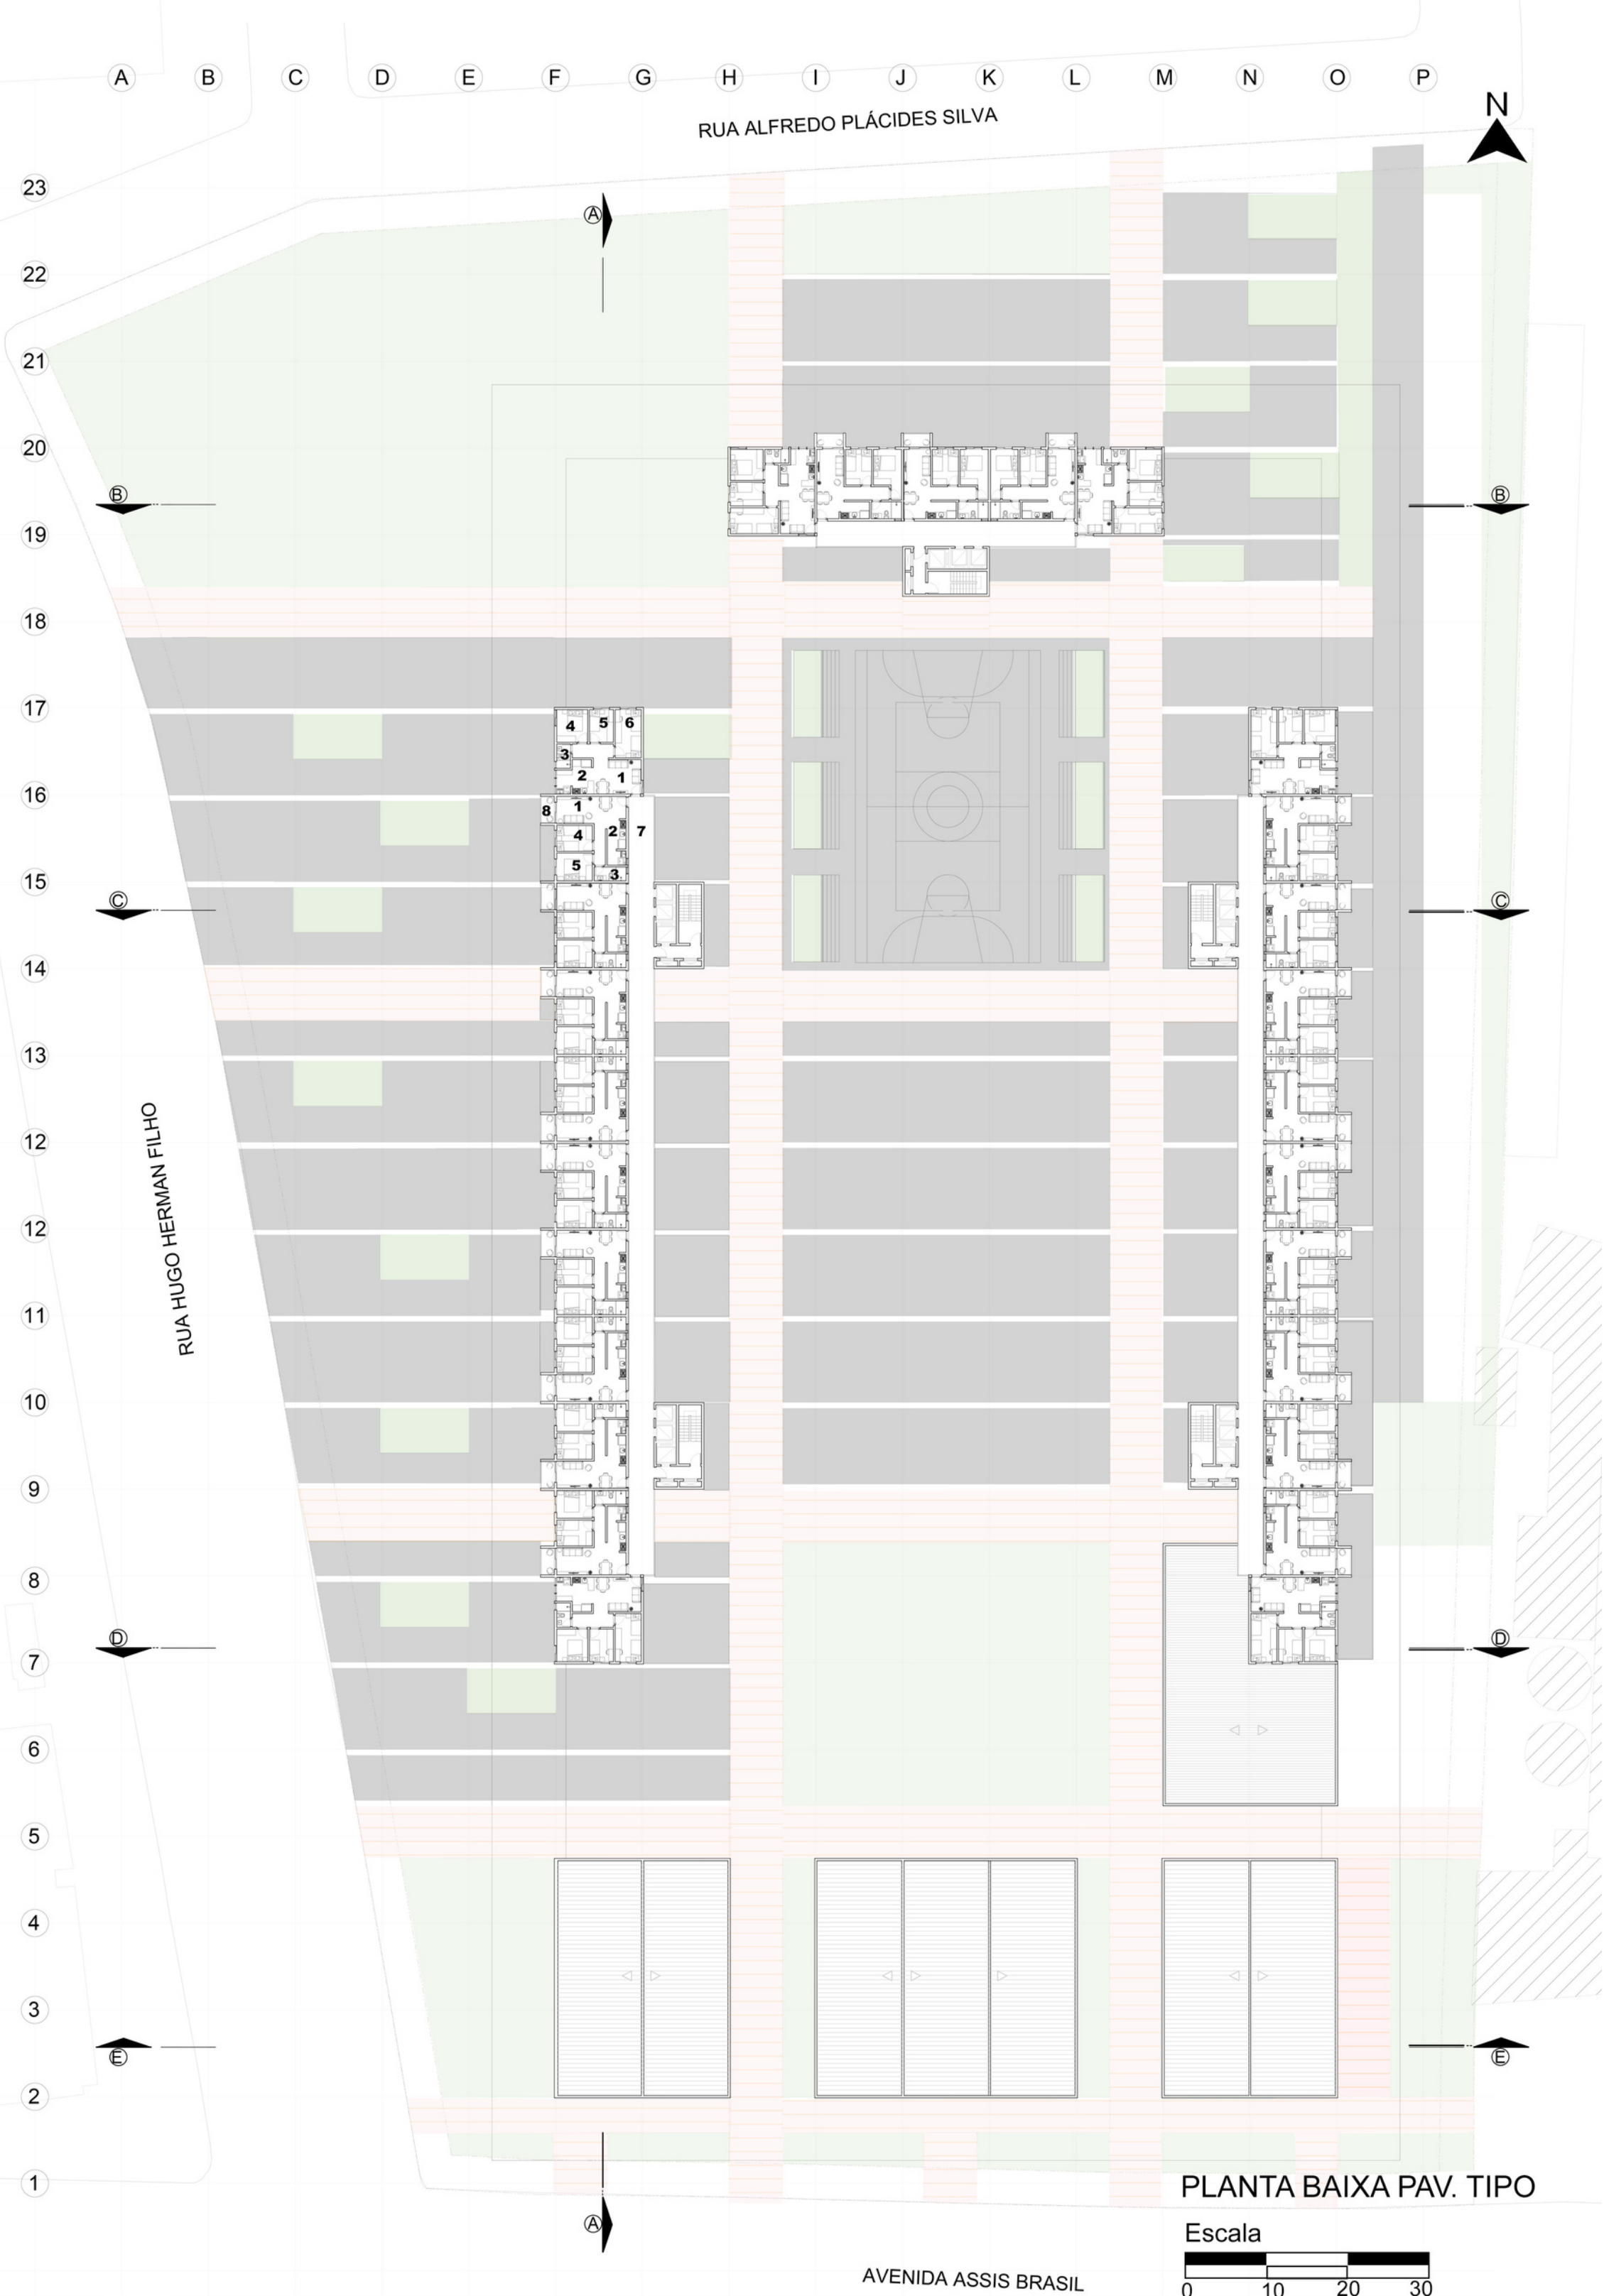 A B C D E F G H I J K L M N O P
N
RUA ALFREDO PLÁCIDES SILVA
23
A
22
21
20
B B
19
18
17
4 5 6
3
2 1
16
8 1
4 2 7
5
3
15
C C
14
13
RUA HUGO HERMAN FILHO
12
12
11
10
9
8
D D
7
6
5
4
3
E E
2
1
PLANTA BAIXA PAV. TIPO
A
Escala
AVENIDA ASSIS BRASIL
0 10 20 30